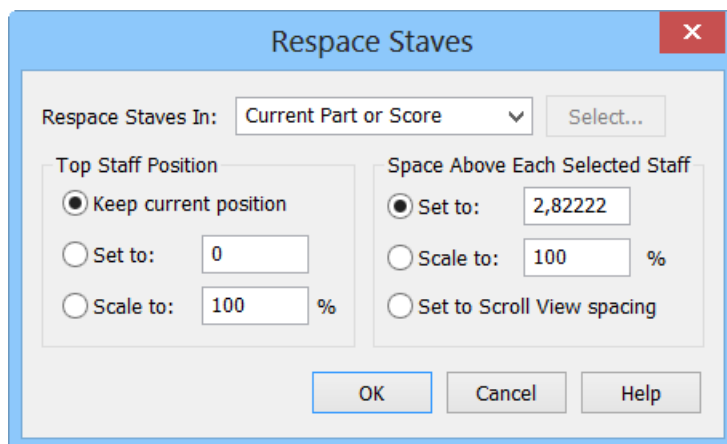 Respace Staves
Respace Staves In: Current Part or Score Select...
Top Staff Position
Keep current position
Set to: 0
Scale to: 100 %
Space Above Each Selected Staff
Set to: 2,82222
Scale to: 100 %
Set to Scroll View spacing
OK Cancel Help